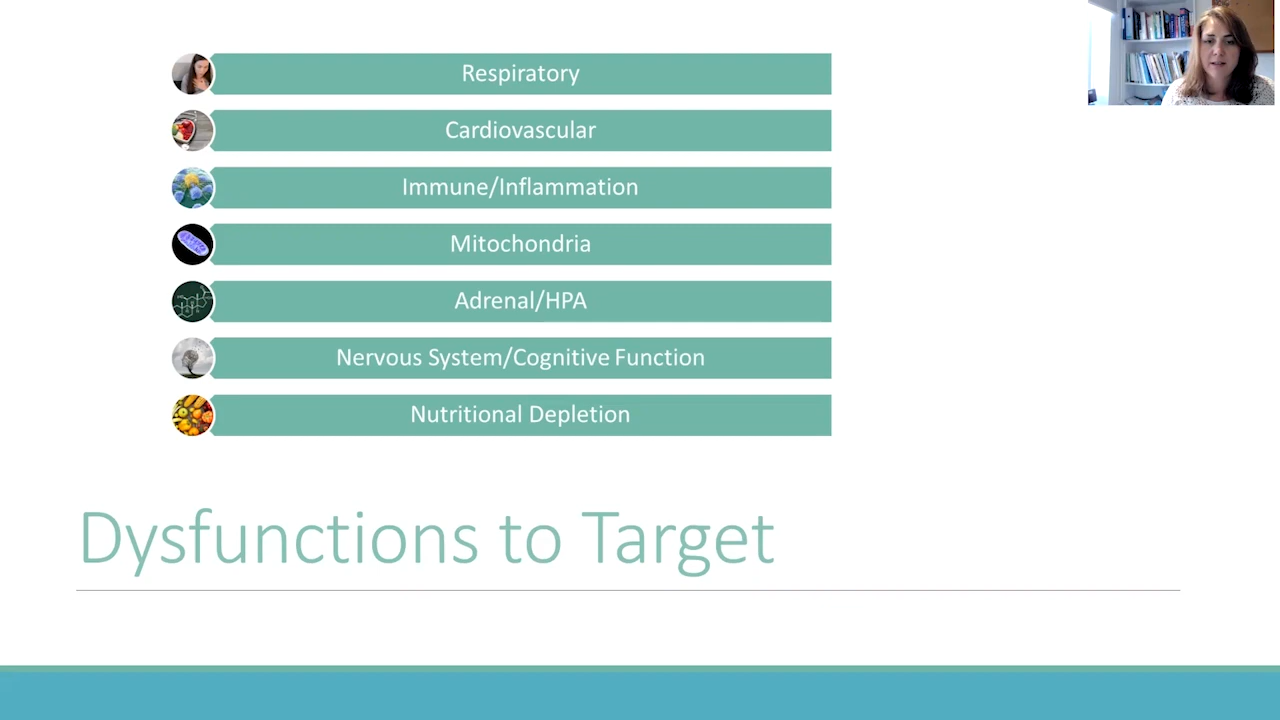 Respiratory
Cardiovascular
Immune/Inflammation
Mitochondria
Adrenal/HPA
Nervous System/Cognitive Function
Nutritional Depletion
Dysfunctions to Target